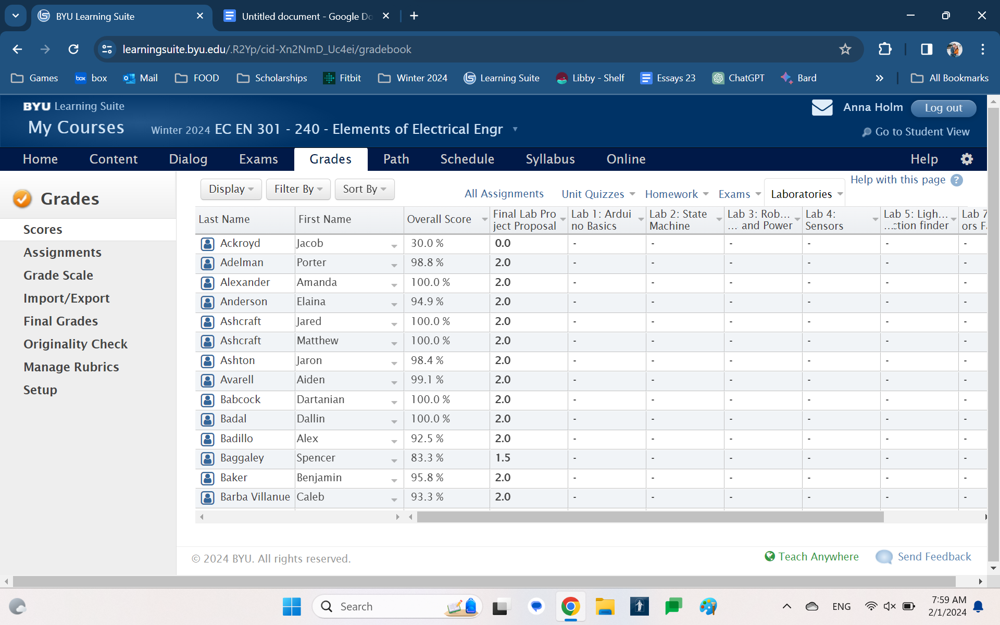 BYU Learning Suite
Untitled document - Google Do
learningsuite.byu.edu/.R2Yp/cid-Xn2NmD_Uc4ei/gradebook
Games box Mail FOOD Scholarships Fitbit Winter 2024 Learning Suite Libby - Shelf Essays 23 ChatGPT Bard » All Bookmarks
BYU Learning Suite
Anna Holm Log out
My Courses Winter 2024 EC EN 301 - 240 - Elements of Electrical Engr
Go to Student View
Home Content Dialog Exams Grades Path Schedule Syllabus Online Help
Grades
Scores
Assignments
Grade Scale
Import/Export
Final Grades
Originality Check
Manage Rubrics
Setup
Help with this page ?
Display Filter By Sort By All Assignments Unit Quizzes Homework Exams Laboratories
Last Name First Name Overall Score Final Lab Pro Lab 1: Ardui Lab 2: State Lab 3: Rob... Lab 4: Lab 5: Ligh... Lab 7
ject Proposal no Basics Machine ... and Power Sensors ...ction finder ors F
Ackroyd Jacob 30.0 % 0.0 - - - - - -
Adelman Porter 98.8 % 2.0 - - - - - -
Alexander Amanda 100.0 % 2.0 - - - - - -
Anderson Elaina 94.9 % 2.0 - - - - - -
Ashcraft Jared 100.0 % 2.0 - - - - - -
Ashcraft Matthew 100.0 % 2.0 - - - - - -
Ashton Jaron 98.4 % 2.0 - - - - - -
Avarell Aiden 99.1 % 2.0 - - - - - -
Babcock Dartanian 100.0 % 2.0 - - - - - -
Badal Dallin 100.0 % 2.0 - - - - - -
Badillo Alex 92.5 % 2.0 - - - - - -
Baggaley Spencer 83.3 % 1.5 - - - - - -
Baker Benjamin 95.8 % 2.0 - - - - - -
Barba Villanue Caleb 93.3 % 2.0 - - - - - -
© 2024 BYU. All rights reserved.
Teach Anywhere Send Feedback
Search
ENG
7:59 AM
2/1/2024